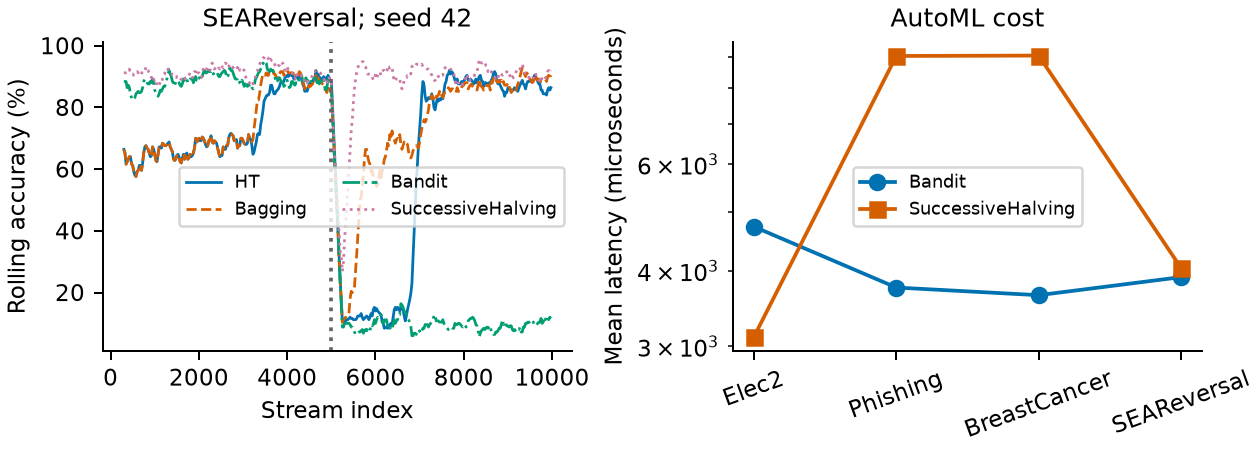 SEAReversal; seed 42
Rolling accuracy (%)
100
80
60
40
20
HT
Bagging
Bandit
SuccessiveHalving
0
2000
4000
6000
8000
10000
Stream index
AutoML cost
Mean latency (microseconds)
6 × 10³
4 × 10³
3 × 10³
Bandit
SuccessiveHalving
Elec2
Phishing
BreastCancer
SEAReversal